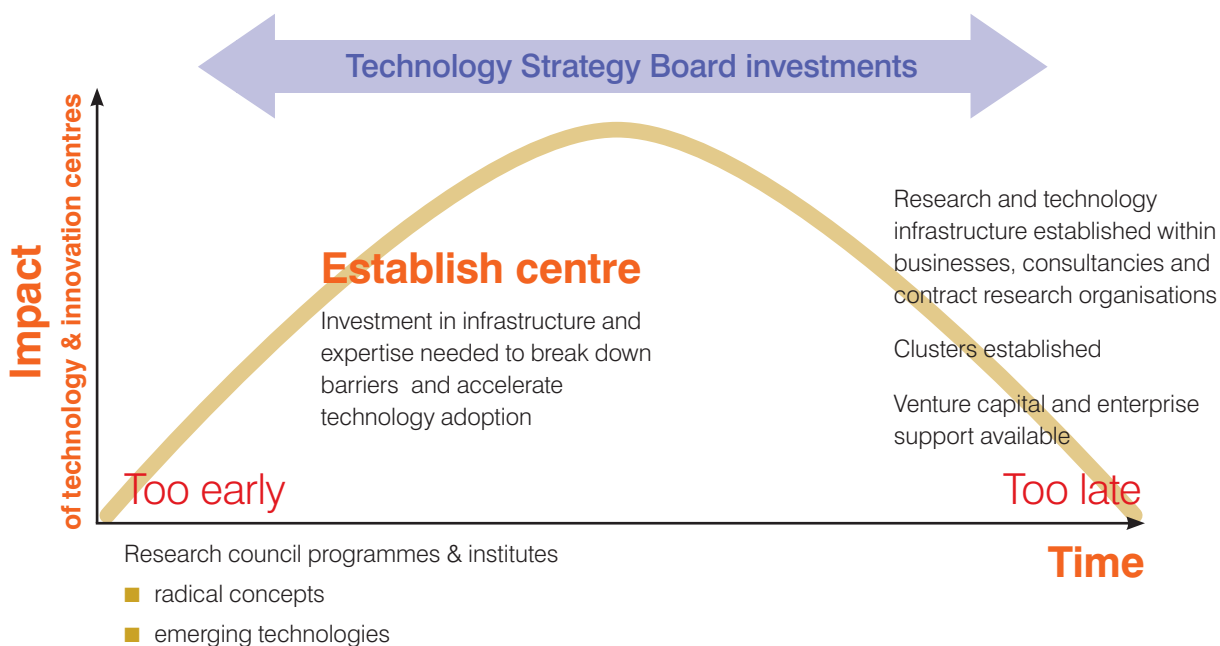 Technology Strategy Board investments
Impact
of technology & innovation centres
Establish centre
Investment in infrastructure and
expertise needed to break down
barriers and accelerate
technology adoption
Research and technology
infrastructure established within
businesses, consultancies and
contract research organisations
Clusters established
Venture capital and enterprise
support available
Too early
Too late
Time
Research council programmes & institutes
radical concepts
emerging technologies